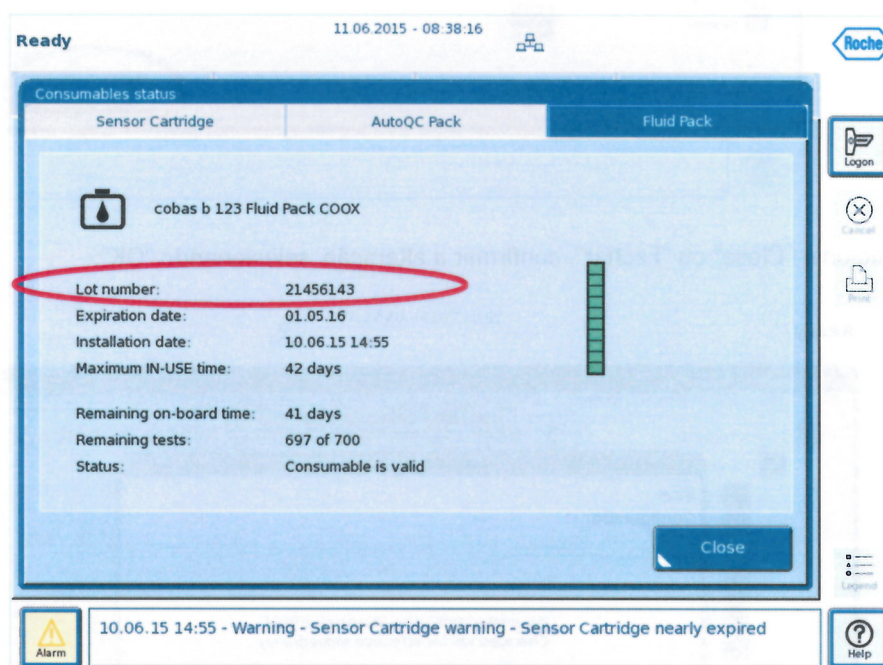 Ready
11.06.2015 - 08:38:16
Roche
Consumables status
Sensor Cartridge AutoQC Pack Fluid Pack
Logon
cobas b 123 Fluid Pack COOX
Cancel
Lot number: 21456143
Print
Expiration date: 01.05.16
Installation date: 10.06.15 14:55
Maximum IN-USE time: 42 days
Remaining on-board time: 41 days
Remaining tests: 697 of 700
Status: Consumable is valid
Close
Legend
10.06.15 14:55 - Warning - Sensor Cartridge warning - Sensor Cartridge nearly expired
Alarm
Help